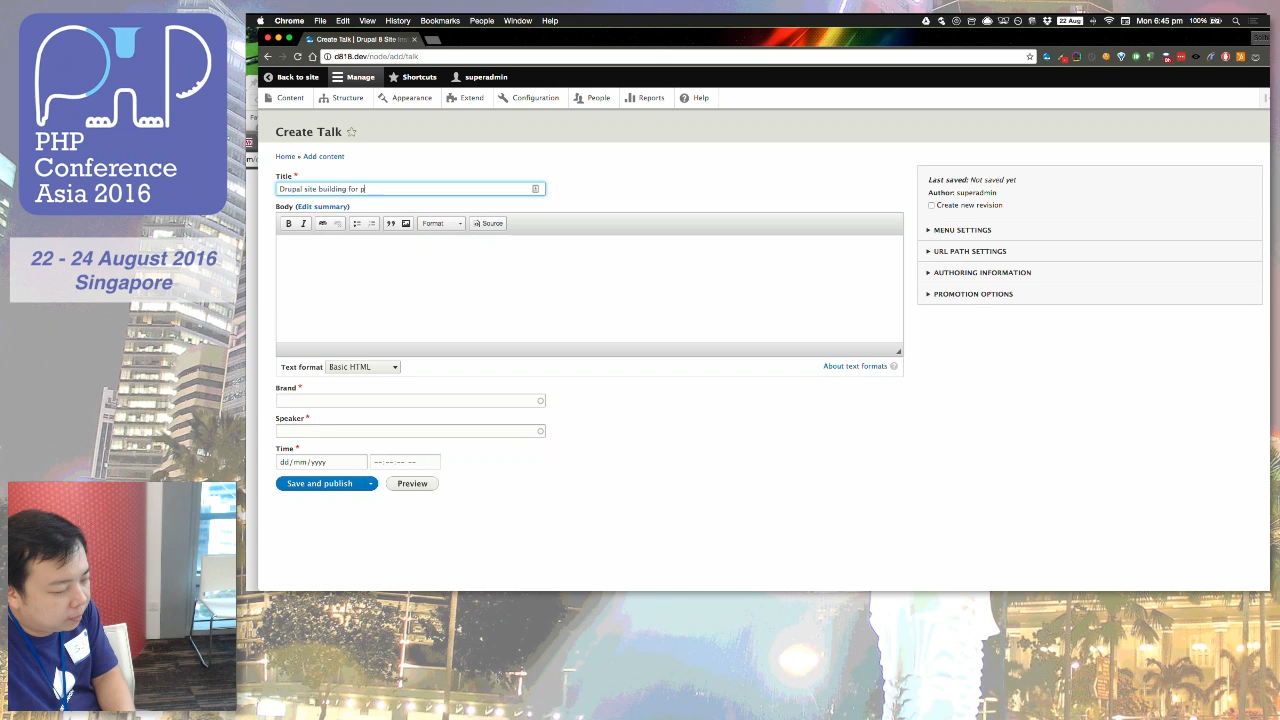 PHP
Conference
Asia 2016
22 - 24 August 2016
Singapore
Chrome File Edit View History Bookmarks People Window Help
22 Aug
Mon 6:45 pm 100%
Create Talk | Drupal 8 Site
d818.dev/node/add/talk
Back to site Manage Shortcuts superadmin
Content Structure Appearance Extend Configuration People Reports Help
Create Talk
Home » Add content
Title *
Drupal site building for p
Body (Edit summary)
B I Format Source
Text format Basic HTML
About text formats ?
Brand *
Speaker *
Time *
dd/mm/yyyy --:--:-- --
Save and publish Preview
Last saved: Not saved yet
Author: superadmin
Create new revision
MENU SETTINGS
URL PATH SETTINGS
AUTHORING INFORMATION
PROMOTION OPTIONS